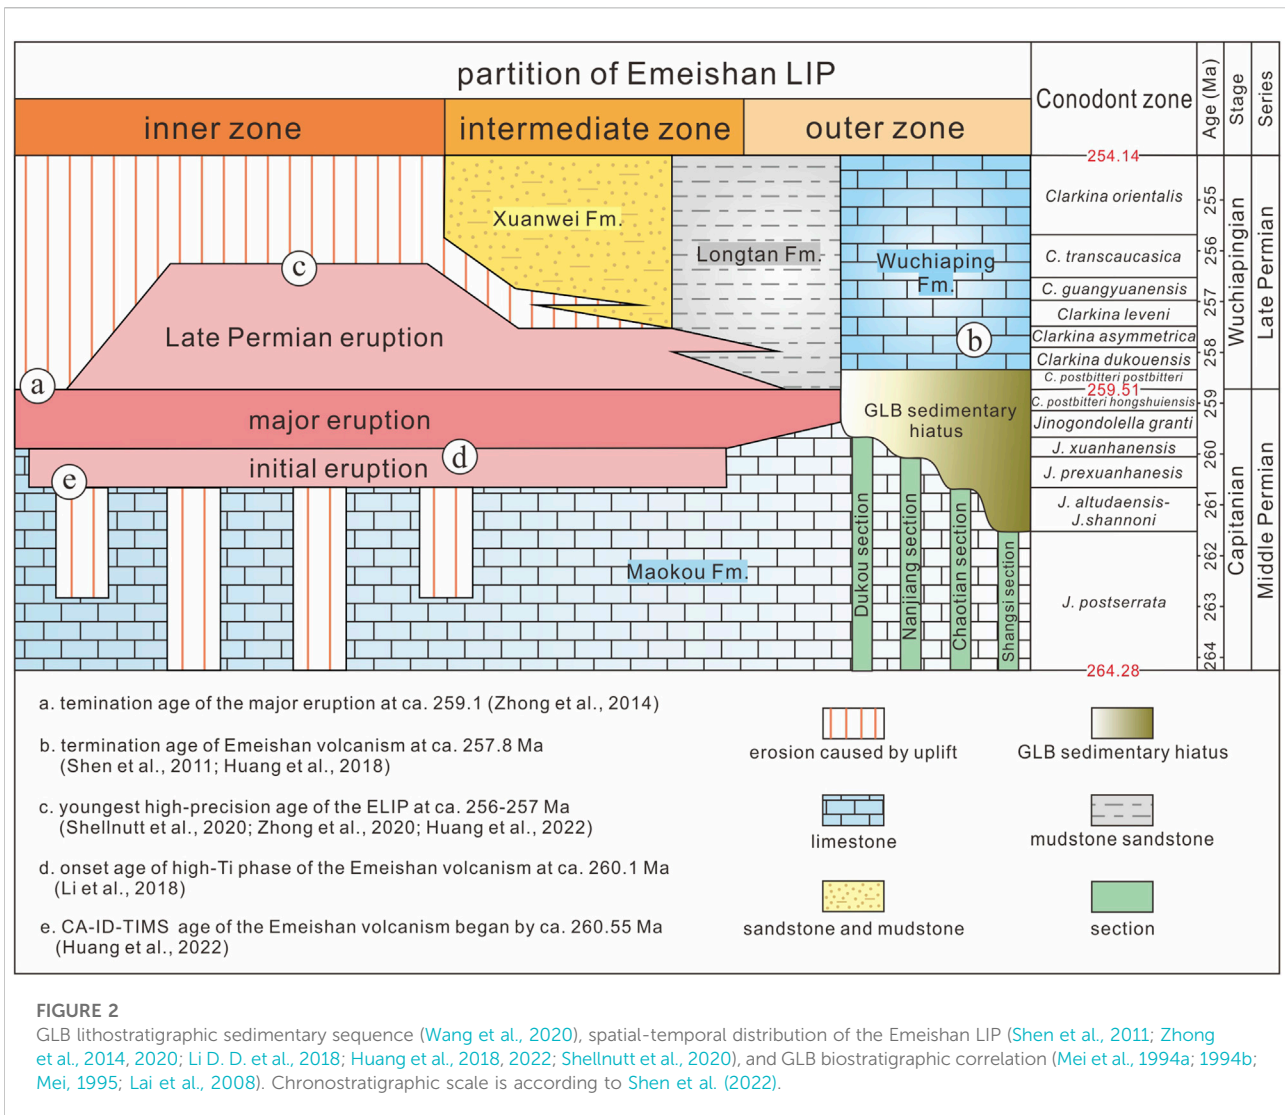 partition of Emeishan LIP
inner zone
intermediate zone
outer zone
Conodont zone
Age (Ma)
Stage
Series
Xuanwei Fm.
Longtan Fm.
Wuchiaping
Fm.
c
Late Permian eruption
b
a
major eruption
GLB sedimentary
hiatus
initial eruption
d
e
Maokou Fm.
Dukou section
Nanjiang section
Chaotian section
Shangsi section
254.14
Clarkina orientalis
C. transcaucasica
C. guangyuanensis
Clarkina leveni
Clarkina asymmetrica
Clarkina dukouensis
C. postbitteri postbitteri
259.51
C. postbitteri hongshuiensis
Jinogondolella granti
J. xuanhanensis
J. prexuanhanesis
J. altudaensis-
J.shannoni
J. postserrata
264.28
255
256
257
258
259
260
261
262
263
264
Wuchiapingian
Capitanian
Late Permian
Middle Permian
a. temination age of the major eruption at ca. 259.1 (Zhong et al., 2014)
b. termination age of Emeishan volcanism at ca. 257.8 Ma
(Shen et al., 2011; Huang et al., 2018)
c. youngest high-precision age of the ELIP at ca. 256-257 Ma
(Shellnutt et al., 2020; Zhong et al., 2020; Huang et al., 2022)
d. onset age of high-Ti phase of the Emeishan volcanism at ca. 260.1 Ma
(Li et al., 2018)
e. CA-ID-TIMS age of the Emeishan volcanism began by ca. 260.55 Ma
(Huang et al., 2022)
erosion caused by uplift
GLB sedimentary hiatus
limestone
mudstone sandstone
sandstone and mudstone
section
FIGURE 2
GLB lithostratigraphic sedimentary sequence (Wang et al., 2020), spatial-temporal distribution of the Emeishan LIP (Shen et al., 2011; Zhong
et al., 2014, 2020; Li D. D. et al., 2018; Huang et al., 2018, 2022; Shellnutt et al., 2020), and GLB biostratigraphic correlation (Mei et al., 1994a; 1994b;
Mei, 1995; Lai et al., 2008). Chronostratigraphic scale is according to Shen et al. (2022).